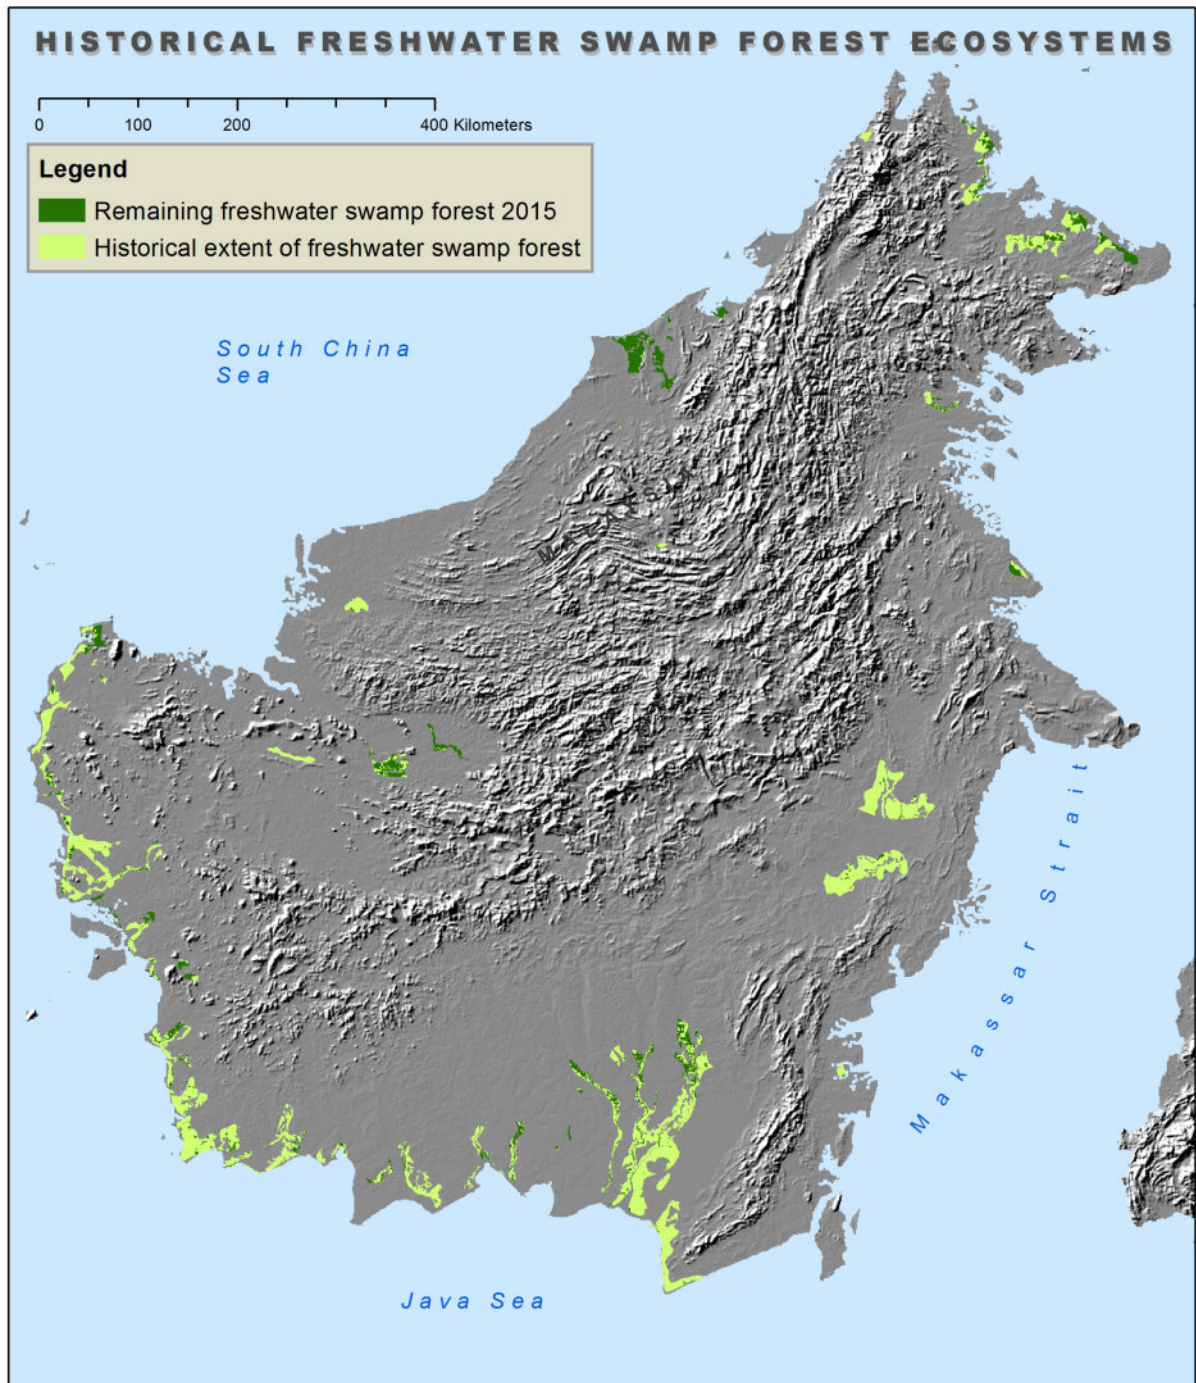 HISTORICAL FRESHWATER SWAMP FOREST ECOSYSTEMS
0 100 200 400 Kilometers
Legend
Remaining freshwater swamp forest 2015
Historical extent of freshwater swamp forest
South China
Sea
MALAYSIA
Makassar Strait
Java Sea